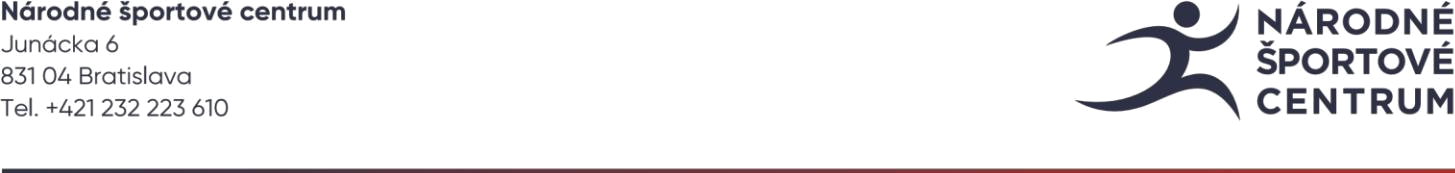 Národné športové centrum
Junácka 6
831 04 Bratislava
Tel. +421 232 223 610
NÁRODNÉ
ŠPORTOVÉ
CENTRUM